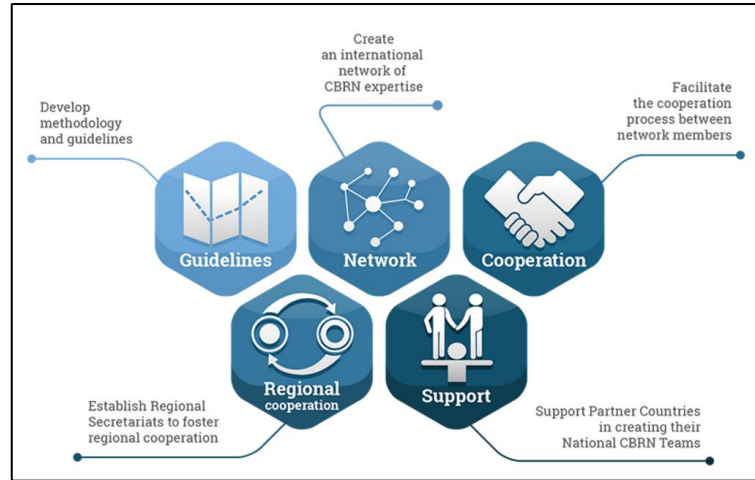 Create
an international
network of
CBRN expertise
Develop
methodology
and guidelines
Facilitate
the cooperation
process between
network members
Guidelines
Network
Cooperation
Regional
cooperation
Support
Establish Regional
Secretariats to foster
regional cooperation
Support Partner Countries
in creating their
National CBRN Teams